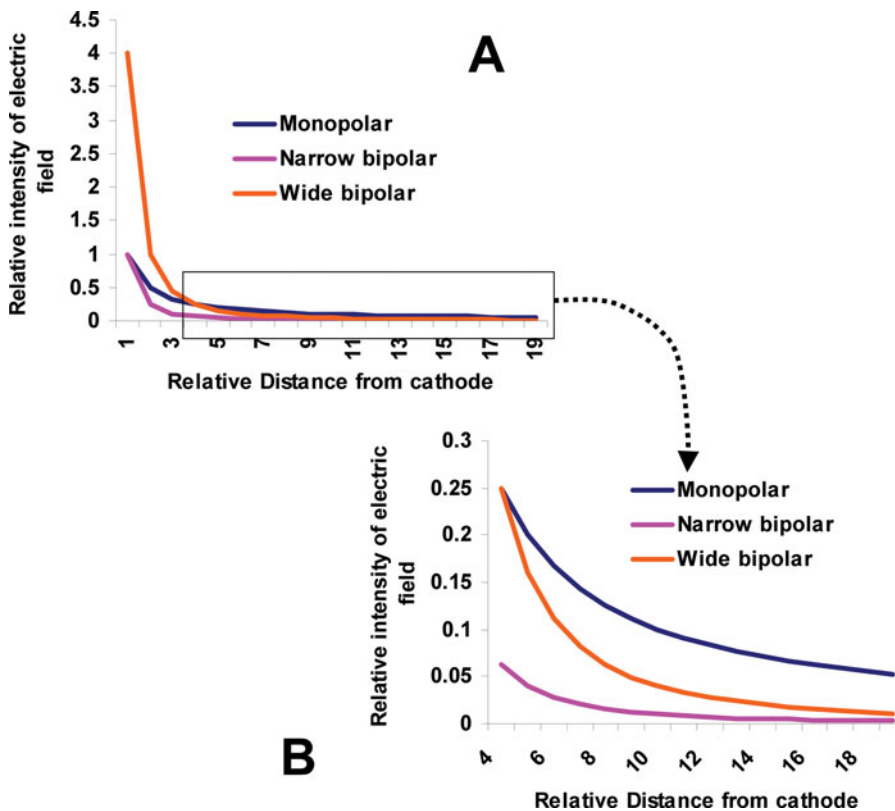 A
Relative intensity of electric
field
4.5
4
3.5
3
2.5
2
1.5
1
0.5
0
Monopolar
Narrow bipolar
Wide bipolar
1
3
5
7
9
11
13
15
17
19
Relative Distance from cathode
B
Relative intensity of electric
field
0.3
0.25
0.2
0.15
0.1
0.05
0
Monopolar
Narrow bipolar
Wide bipolar
4
6
8
10
12
14
16
18
Relative Distance from cathode